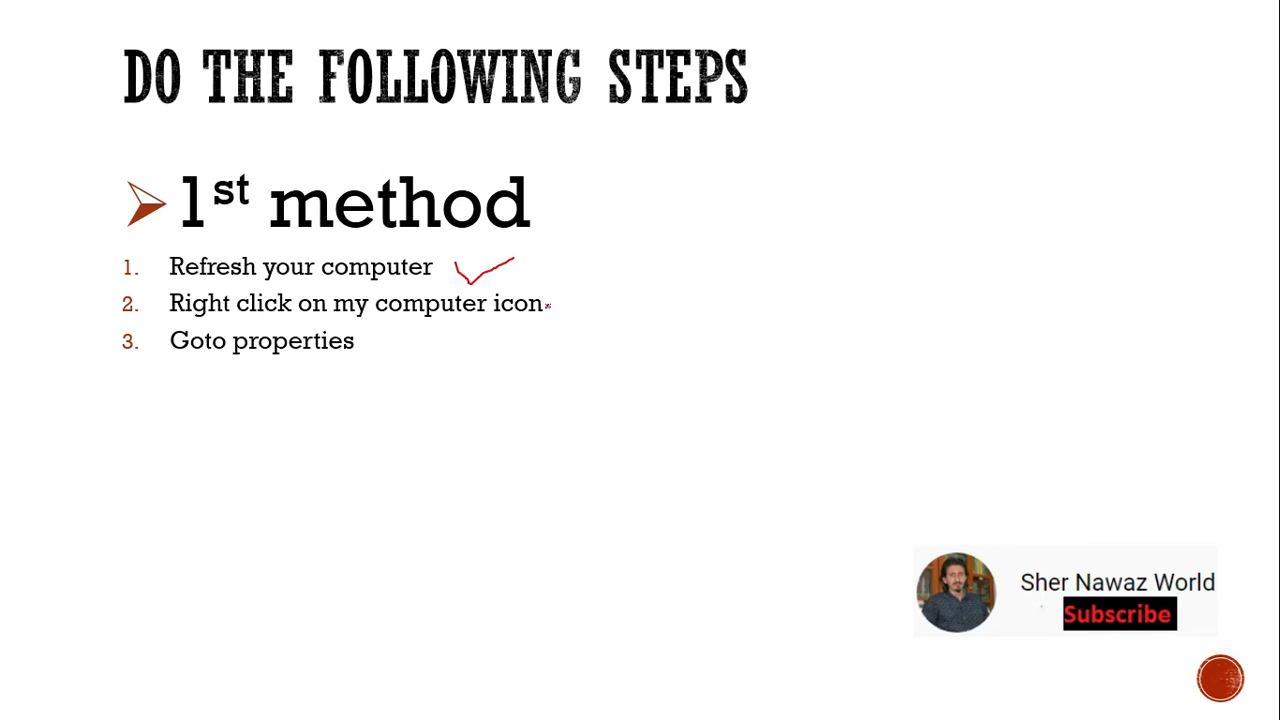 DO THE FOLLOWING STEPS
1st method
1. Refresh your computer
2. Right click on my computer icon
3. Goto properties
Sher Nawaz World
Subscribe